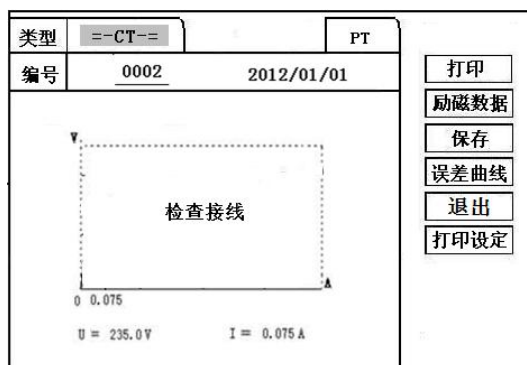 类型 =-CT-= PT
编号 0002 2012/01/01
打印
励磁数据
保存
误差曲线
退出
打印设定
V
检查接线
A
0 0.075
U = 235.0V I = 0.075A